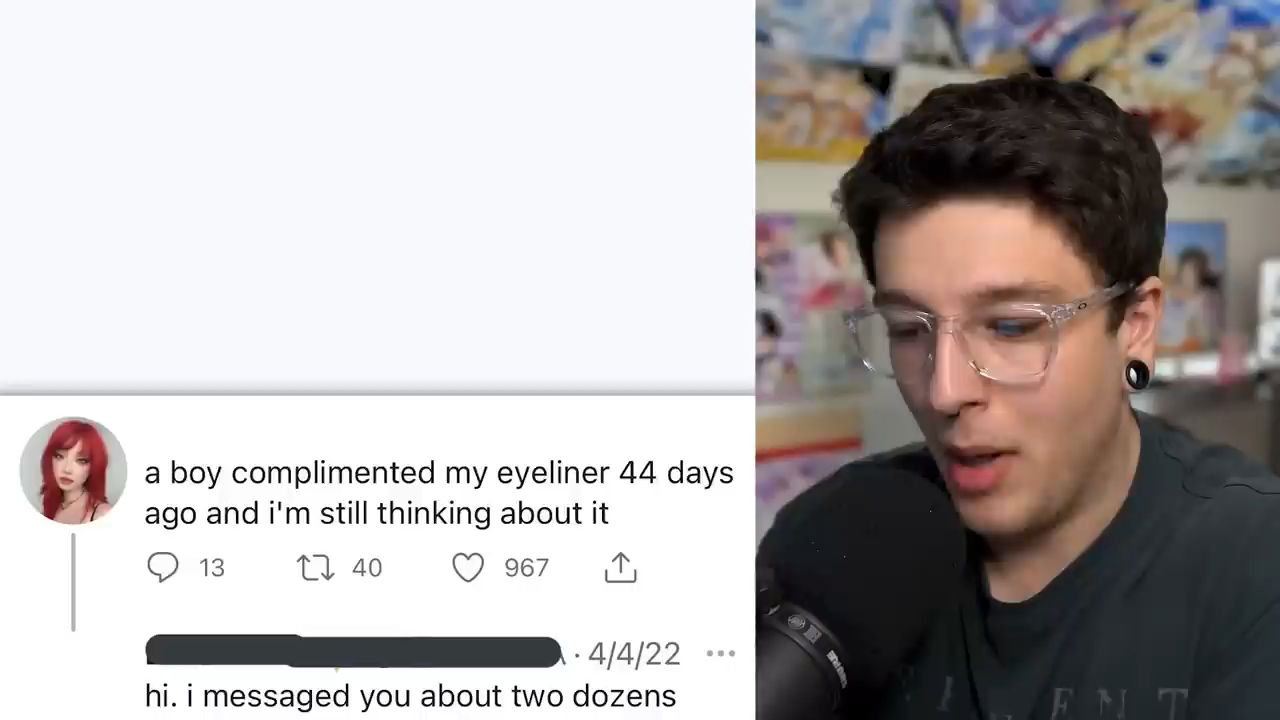 a boy complimented my eyeliner 44 days
ago and i'm still thinking about it
13 40 967
· 4/4/22 ···
hi. i messaged you about two dozens